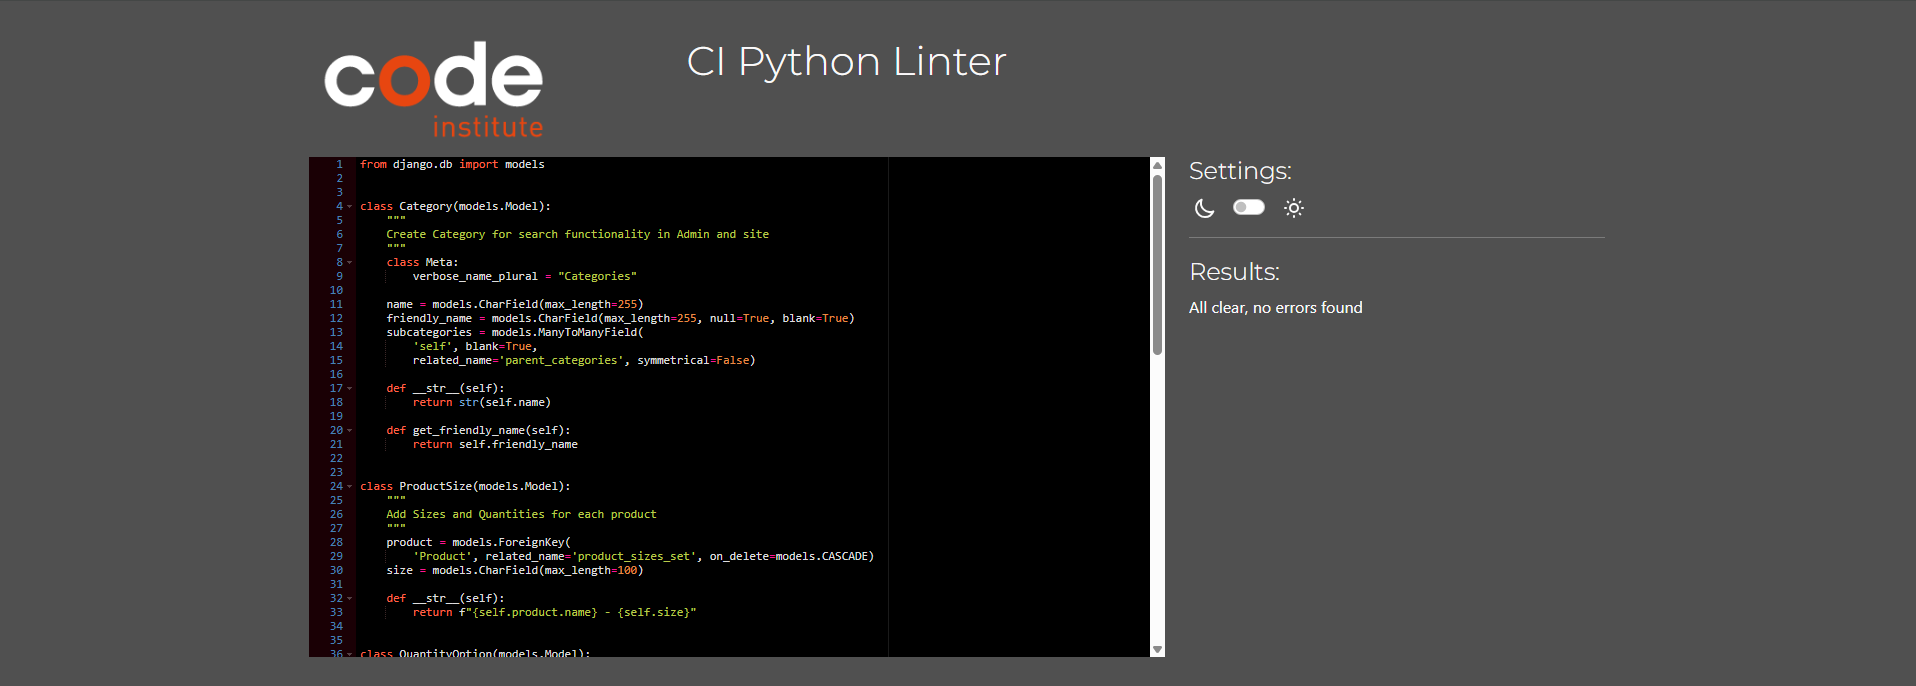 code
institute
CI Python Linter
1 from django.db import models
2
3
4 class Category(models.Model):
5     """
6     Create Category for search functionality in Admin and site
7     """
8     class Meta:
9         verbose_name_plural = "Categories"
10
11     name = models.CharField(max_length=255)
12     friendly_name = models.CharField(max_length=255, null=True, blank=True)
13     subcategories = models.ManyToManyField(
14         'self', blank=True,
15         related_name='parent_categories', symmetrical=False)
16
17     def __str__(self):
18         return str(self.name)
19
20     def get_friendly_name(self):
21         return self.friendly_name
22
23
24 class ProductSize(models.Model):
25     """
26     Add Sizes and Quantities for each product
27     """
28     product = models.ForeignKey(
29         'Product', related_name='product_sizes_set', on_delete=models.CASCADE)
30     size = models.CharField(max_length=100)
31
32     def __str__(self):
33         return f"{self.product.name} - {self.size}"
34
35
36 class QuantityOption(models.Model):
Settings:
Results:
All clear, no errors found